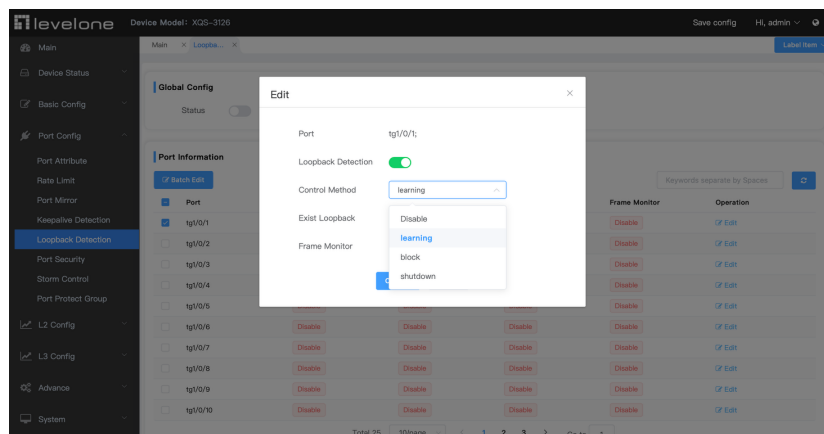 levelone Device Model: XQS-3126 Save config Hi, admin
Main
Device Status
Basic Config
Port Config
Port Attribute
Rate Limit
Port Mirror
Keepalive Detection
Loopback Detection
Port Security
Storm Control
Port Protect Group
L2 Config
L3 Config
Advance
System
Main × Loopba... × Label Item
Global Config
Status
Port Information
Batch Edit Keywords separate by Spaces
Port Frame Monitor Operation
tg1/0/1 Disable Edit
tg1/0/2 Disable Edit
tg1/0/3 Disable Edit
tg1/0/4 Disable Edit
tg1/0/5 Disable Disable Disable Disable Edit
tg1/0/6 Disable Disable Disable Disable Edit
tg1/0/7 Disable Disable Disable Disable Edit
tg1/0/8 Disable Disable Disable Disable Edit
tg1/0/9 Disable Disable Disable Disable Edit
tg1/0/10 Disable Disable Disable Disable Edit
Total 25 10/page 1 2 3 Go to
Edit ×
Port tg1/0/1;
Loopback Detection
Control Method learning
Exist Loopback
Frame Monitor
Disable
learning
block
shutdown